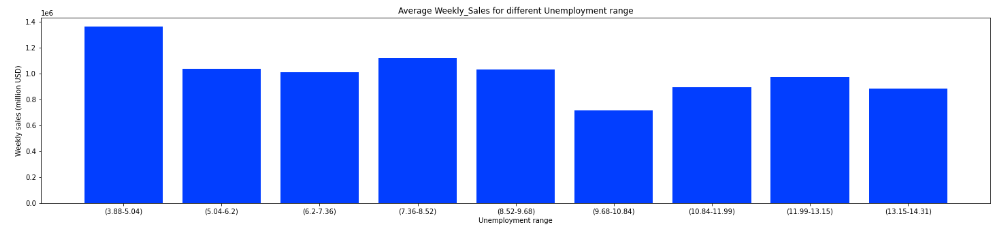 Average Weekly_Sales for different Unemployment range
1e6
Weekly sales (million USD)
1.4
1.2
1.0
0.8
0.6
0.4
0.2
0.0
(3.88-5.04) (5.04-6.2) (6.2-7.36) (7.36-8.52) (8.52-9.68) (9.68-10.84) (10.84-11.99) (11.99-13.15) (13.15-14.31)
Unemployment range